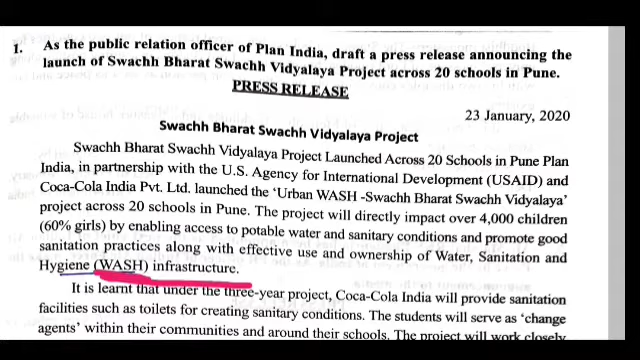 1. As the public relation officer of Plan India, draft a press release announcing the
launch of Swachh Bharat Swachh Vidyalaya Project across 20 schools in Pune.
PRESS RELEASE
23 January, 2020
Swachh Bharat Swachh Vidyalaya Project
Swachh Bharat Swachh Vidyalaya Project Launched Across 20 Schools in Pune Plan
India, in partnership with the U.S. Agency for International Development (USAID) and
Coca-Cola India Pvt. Ltd. launched the 'Urban WASH -Swachh Bharat Swachh Vidyalaya'
project across 20 schools in Pune. The project will directly impact over 4,000 children
(60% girls) by enabling access to potable water and sanitary conditions and promote good
sanitation practices along with effective use and ownership of Water, Sanitation and
Hygiene (WASH) infrastructure.
It is learnt that under the three-year project, Coca-Cola India will provide sanitation
facilities such as toilets for creating sanitary conditions. The students will serve as 'change
agents' within their communities and around their schools. The project will work closely